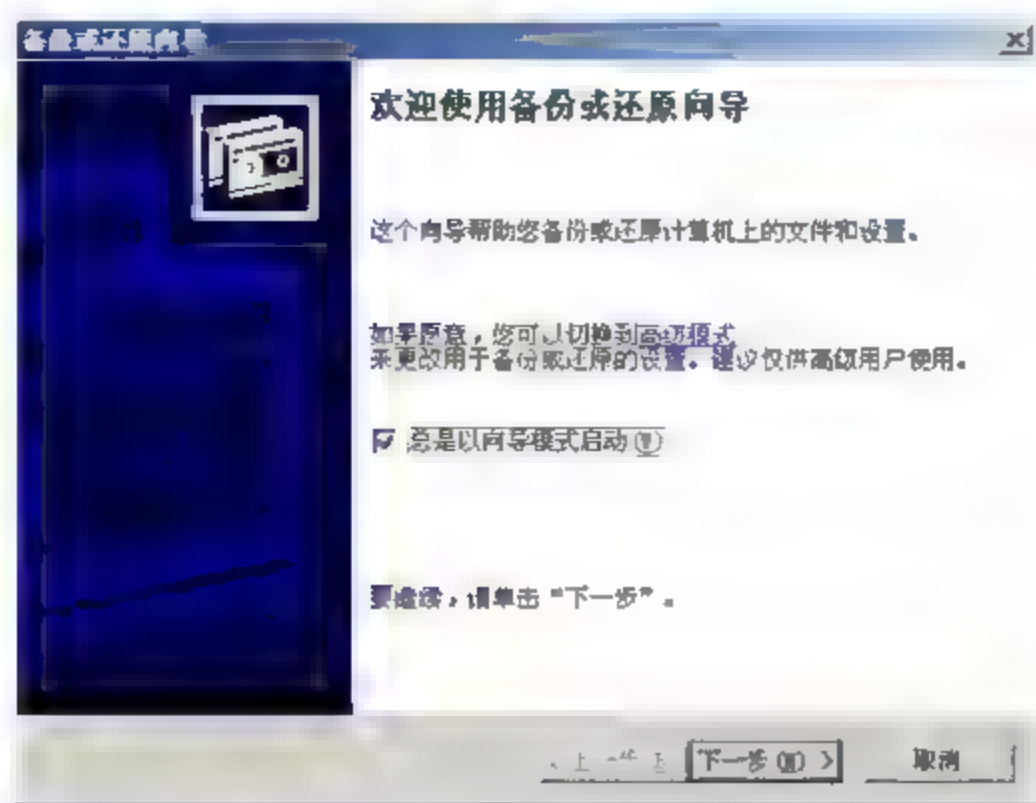 备份或还原向导
欢迎使用备份或还原向导
这个向导帮助您备份或还原计算机上的文件和设置。
如果愿意，您可以切换到高级模式
来更改用于备份或还原的设置。建议仅供高级用户使用。
总是以向导模式启动(W)
要继续，请单击“下一步”。
下一步(N) >
取消